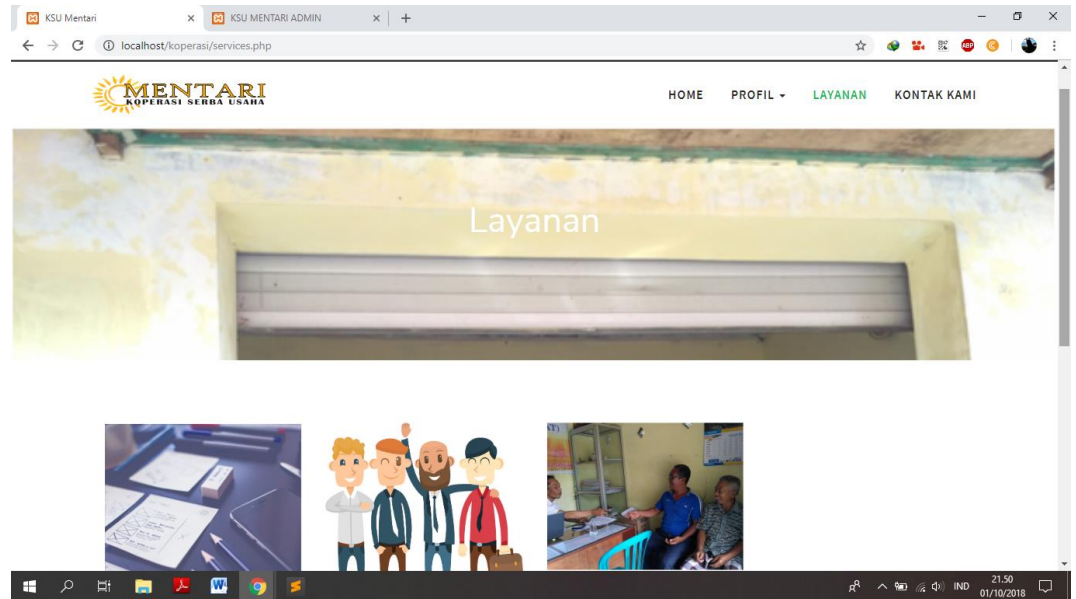 KSU Mentari
KSU MENTARI ADMIN
localhost/koperasi/services.php
ABP
MENTARI
KOPERASI SERBA USAHA
HOME PROFIL LAYANAN KONTAK KAMI
Layanan
IND
21.50
01/10/2018